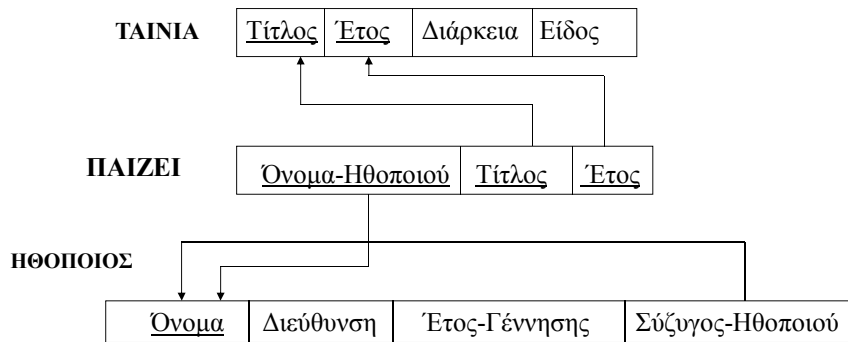 ΤΑΙΝΙΑ Τίτλος Έτος Διάρκεια Είδος
ΠΑΙΖΕΙ Όνομα-Ηθοποιού Τίτλος Έτος
ΗΘΟΠΟΙΟΣ
Όνομα Διεύθυνση Έτος-Γέννησης Σύζυγος-Ηθοποιού